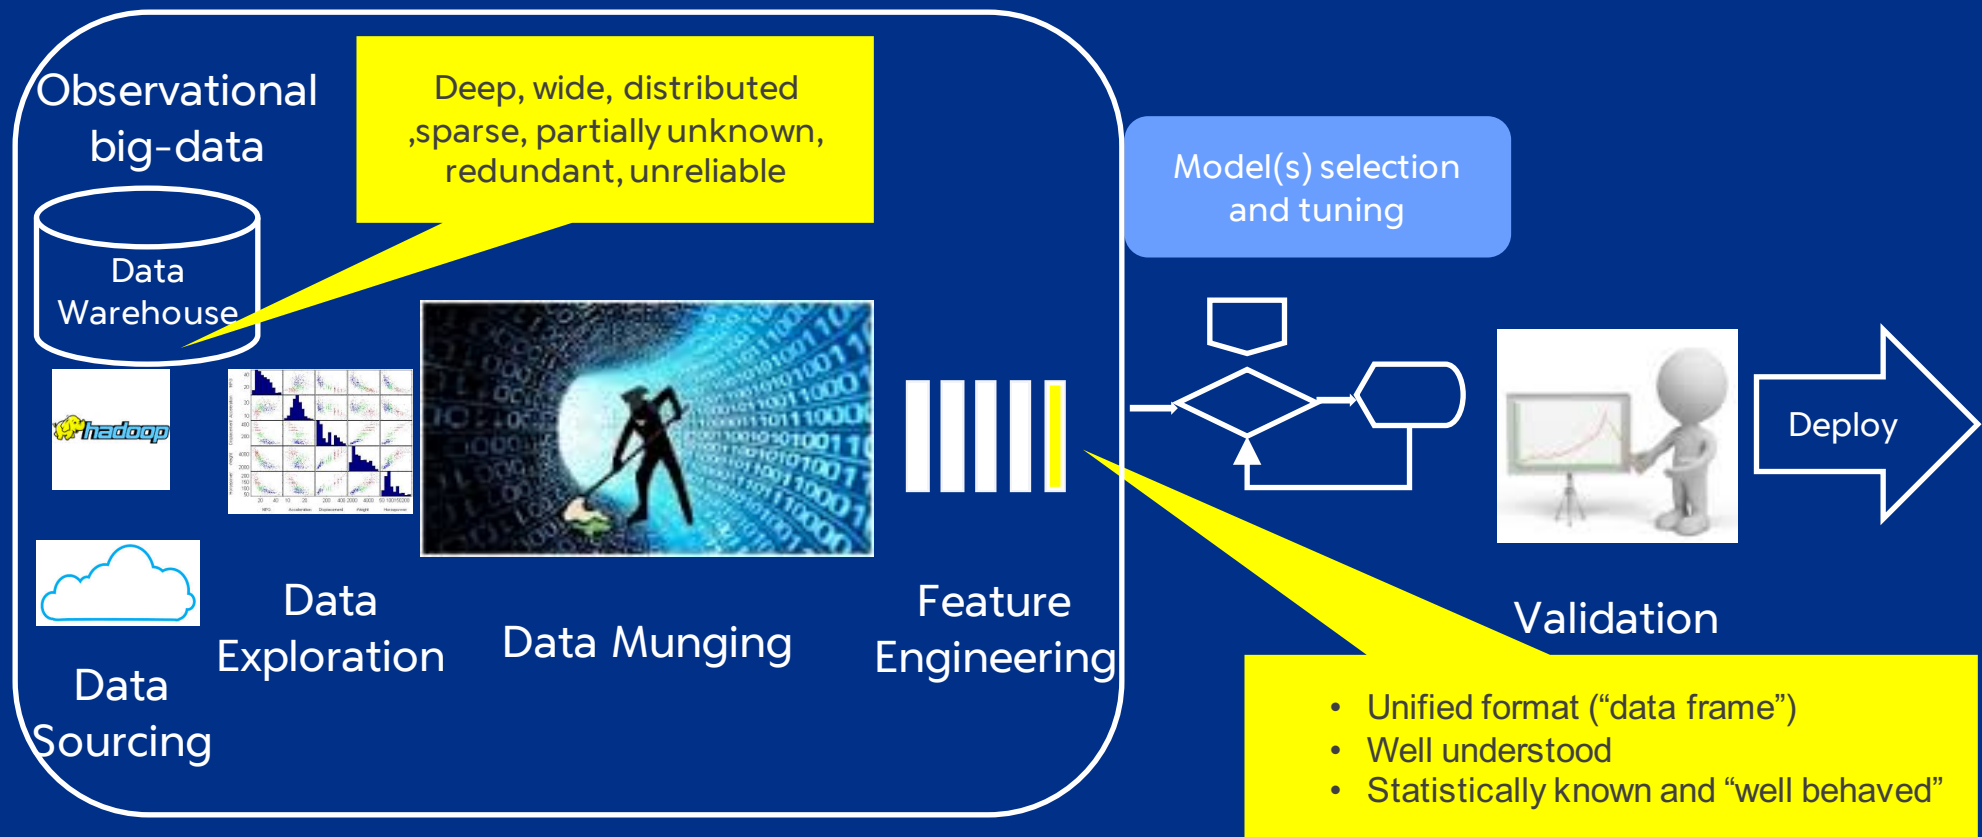 Observational
big-data
Deep, wide, distributed
,sparse, partially unknown,
redundant, unreliable
Model(s) selection
and tuning
Data
Warehouse
hadoop
Deploy
Data
Exploration
Data Munging
Feature
Engineering
Validation
Data
Sourcing
• Unified format (“data frame”)
• Well understood
• Statistically known and “well behaved”